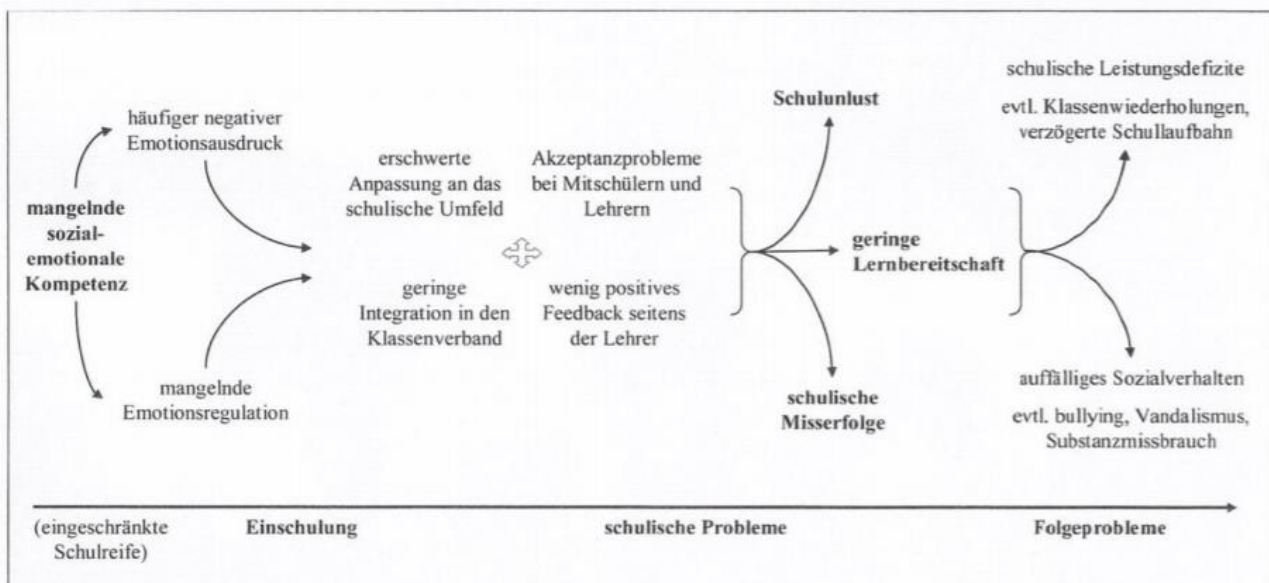 mangelnde
sozial-
emotionale
Kompetenz
häufiger negativer
Emotionsausdruck
mangelnde
Emotionsregulation
erschwerte
Anpassung an das
schulische Umfeld
Akzeptanzprobleme
bei Mitschülern und
Lehrern
geringe
Integration in den
Klassenverband
wenig positives
Feedback seitens
der Lehrer
Schulunlust
geringe
Lernbereitschaft
schulische
Misserfolge
schulische Leistungsdefizite
evtl. Klassenwiederholungen,
verzögerte Schullaufbahn
auffälliges Sozialverhalten
evtl. bullying, Vandalismus,
Substanzmissbrauch
(eingeschränkte
Schulreife)
Einschulung
schulische Probleme
Folgeprobleme